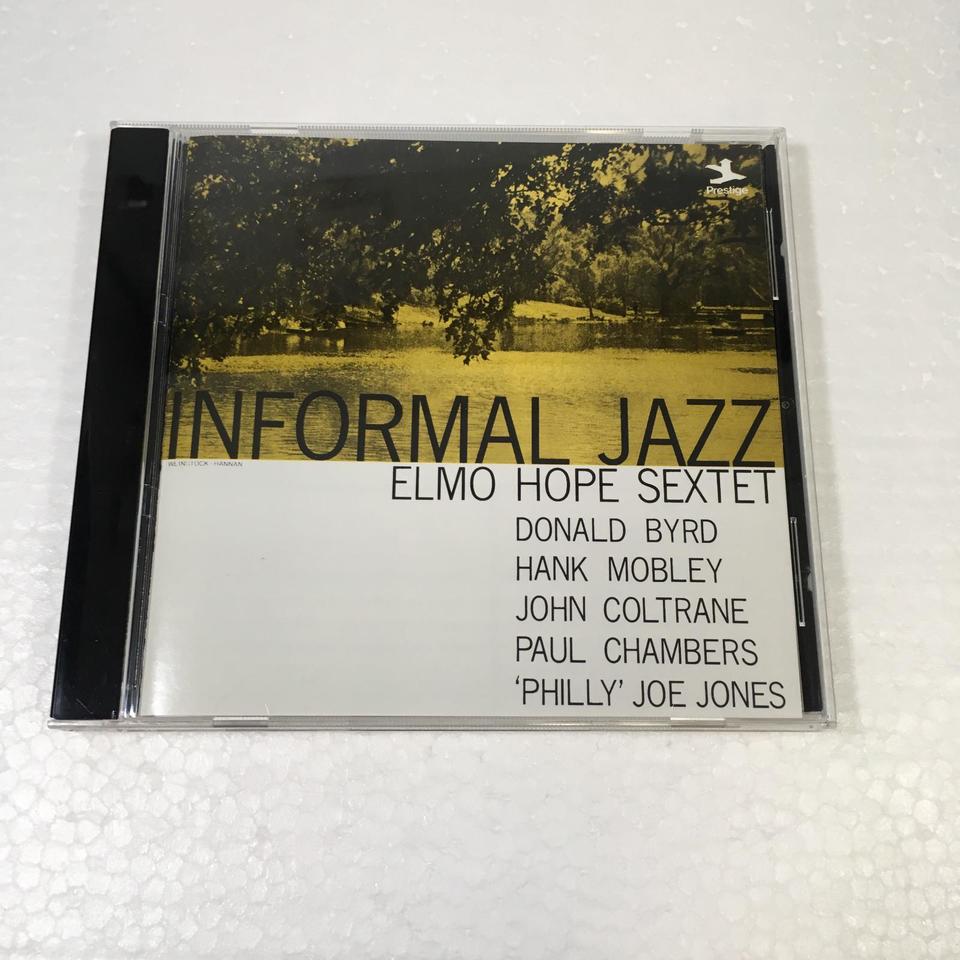 Prestige
INFORMAL JAZZ
WEINSTOCK - HANNAN
ELMO HOPE SEXTET
DONALD BYRD
HANK MOBLEY
JOHN COLTRANE
PAUL CHAMBERS
‘PHILLY’ JOE JONES